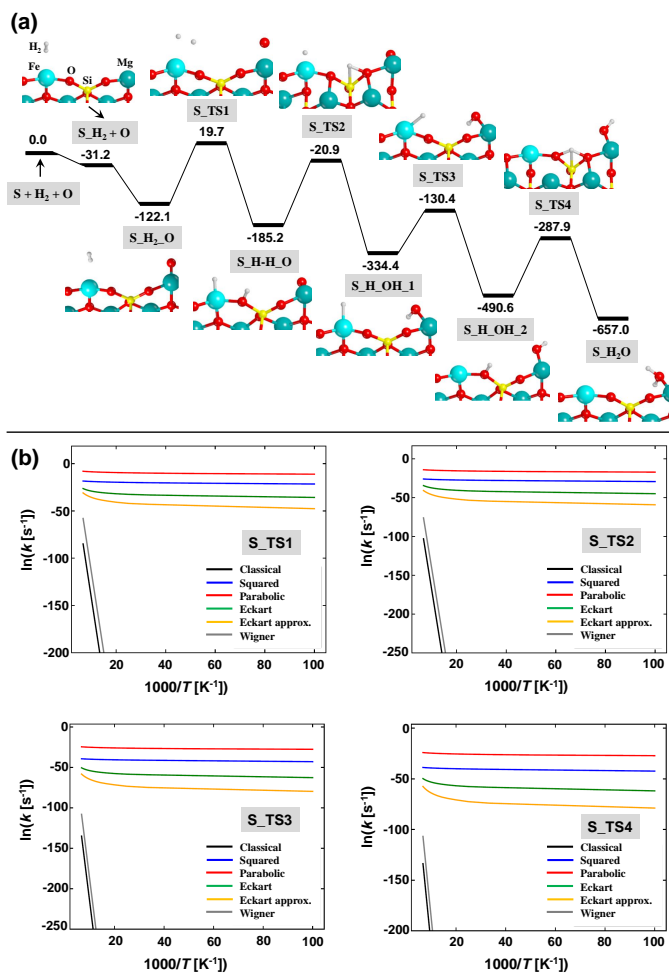 (a)
H₂
Fe
O
Si
Mg
S_H₂ + O
0.0
S + H₂ + O
-31.2
-122.1
S_H₂_O
S_TS1
19.7
-185.2
S_H-H_O
S_TS2
-20.9
-334.4
S_H_OH_1
S_TS3
-130.4
-490.6
S_H_OH_2
S_TS4
-287.9
-657.0
S_H₂O
(b)
ln(k [s⁻¹])
0
-50
-100
-150
-200
20 40 60 80 100
1000/T [K⁻¹])
S_TS1
Classical
Squared
Parabolic
Eckart
Eckart approx.
Wigner
ln(k [s⁻¹])
0
-50
-100
-150
-200
-250
20 40 60 80 100
1000/T [K⁻¹])
S_TS2
Classical
Squared
Parabolic
Eckart
Eckart approx.
Wigner
ln(k [s⁻¹])
0
-50
-100
-150
-200
-250
20 40 60 80 100
1000/T [K⁻¹])
S_TS3
Classical
Squared
Parabolic
Eckart
Eckart approx.
Wigner
ln(k [s⁻¹])
0
-50
-100
-150
-200
20 40 60 80 100
1000/T [K⁻¹])
S_TS4
Classical
Squared
Parabolic
Eckart
Eckart approx.
Wigner